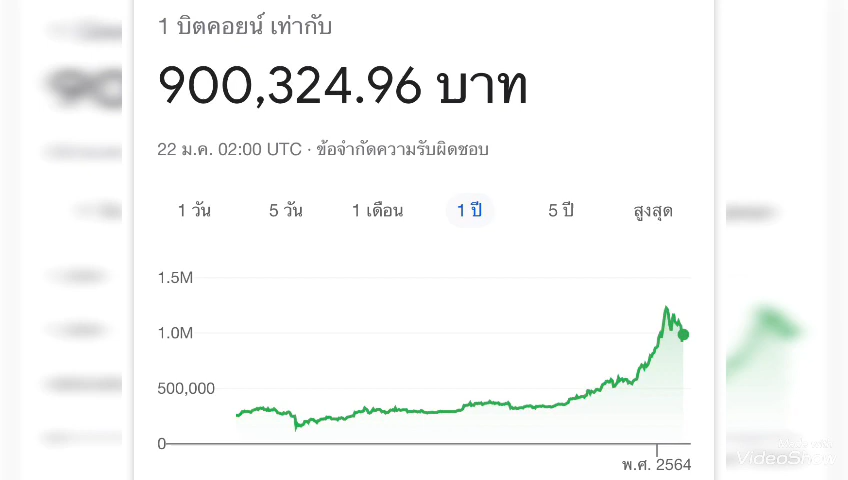 1 บิตคอยน์ เท่ากับ
900,324.96 บาท
22 ม.ค. 02:00 UTC · ข้อจำกัดความรับผิดชอบ
1 วัน 5 วัน 1 เดือน 1 ปี 5 ปี สูงสุด
1.5M
1.0M
500,000
0
พ.ศ. 2564
VideoShow